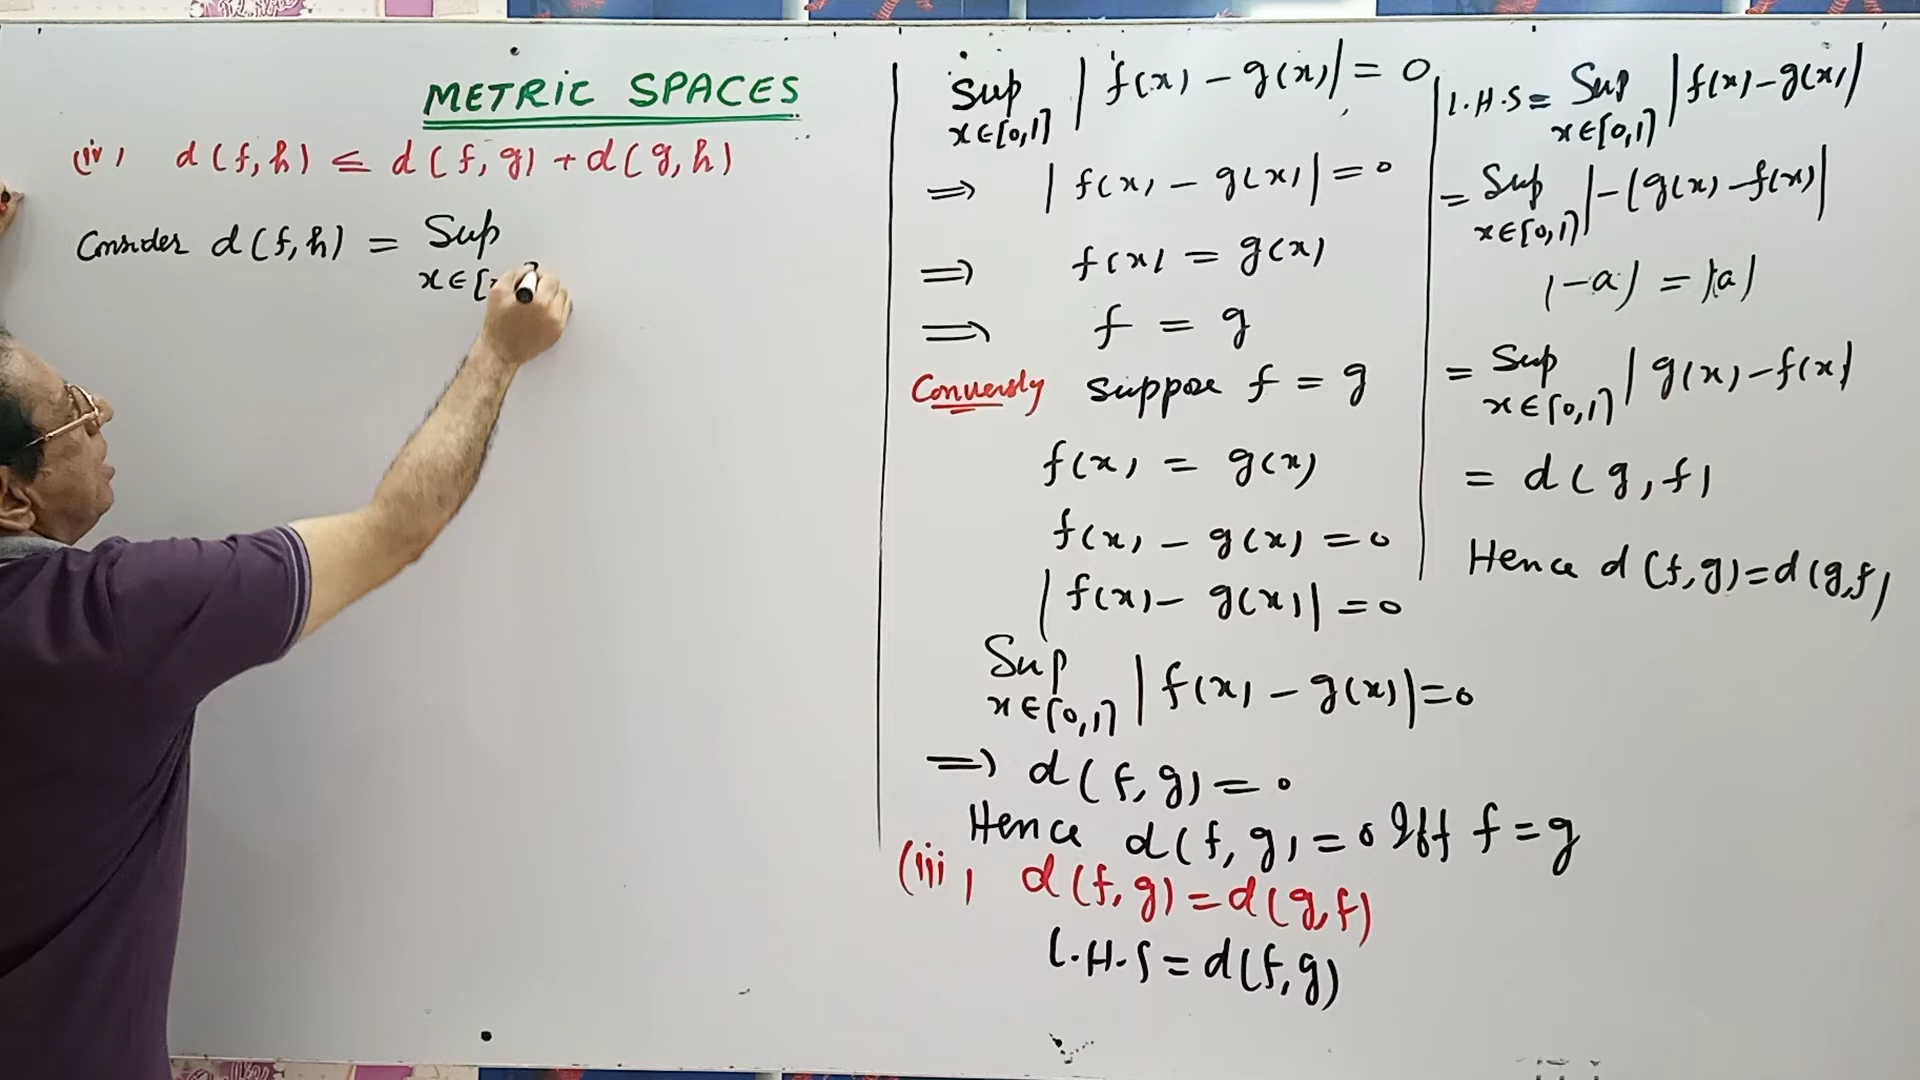 METRIC SPACES
(iv) d(f,h) ≤ d(f,g) + d(g,h)
Consider d(f,h) = Sup
x∈[
Sup |f(x) - g(x)| = 0
x∈[0,1]
⇒ |f(x) - g(x)| = 0
⇒ f(x) = g(x)
⇒ f = g
Conversly suppose f = g
f(x) = g(x)
f(x) - g(x) = 0
|f(x) - g(x)| = 0
Sup |f(x) - g(x)| = 0
x∈[0,1]
⇒ d(f,g) = 0
Hence d(f,g) = 0 Iff f = g
(iii) d(f,g) = d(g,f)
L.H.S = d(f,g)
L.H.S = Sup |f(x) - g(x)|
x∈[0,1]
= Sup |-(g(x) - f(x)|
x∈[0,1]
|-a| = |a|
= Sup |g(x) - f(x)
x∈[0,1]
= d(g,f)
Hence d(f,g) = d(g,f)